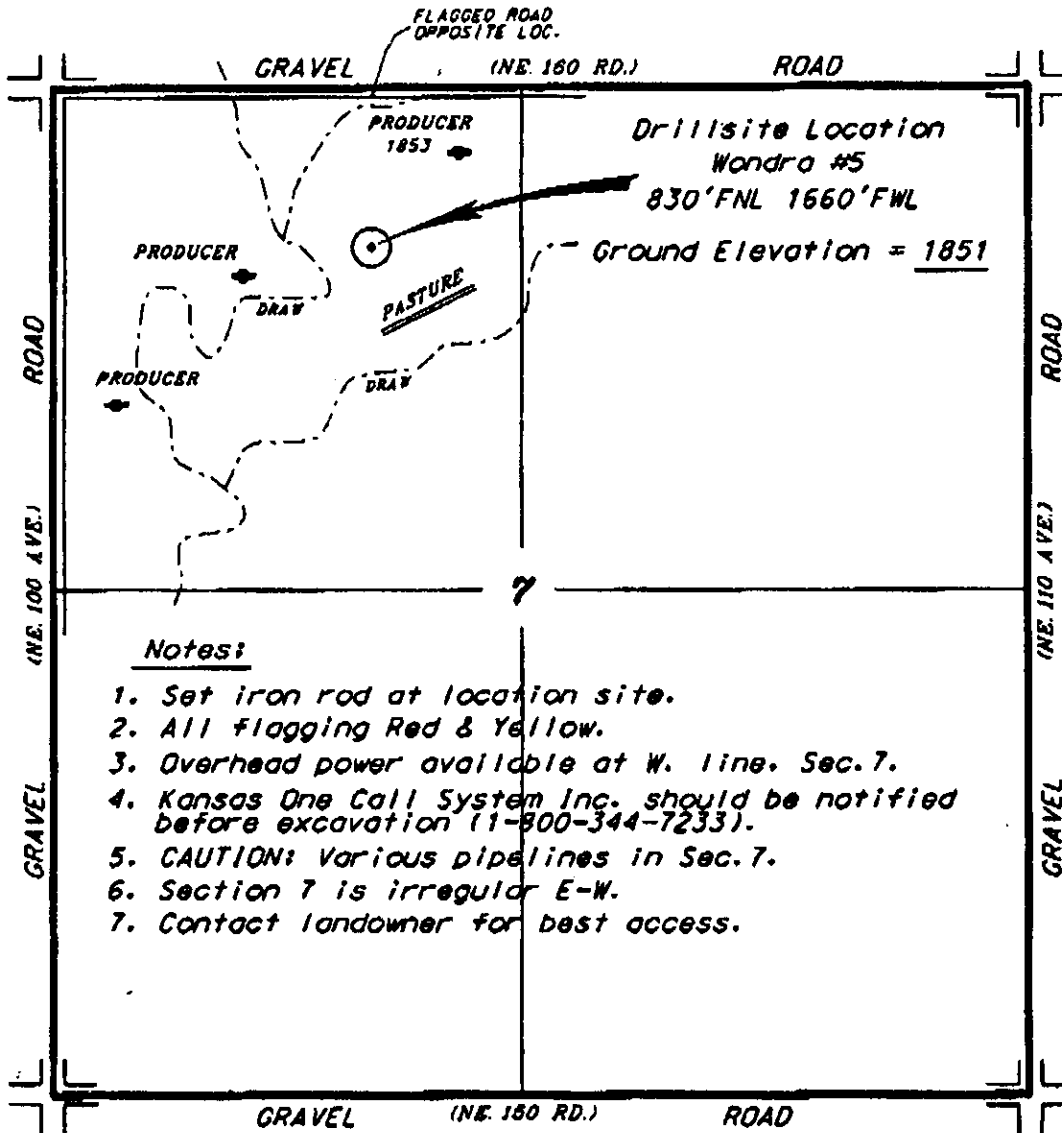 FLAGGED ROAD
OPPOSITE LOC.
GRAVEL (NE. 160 RD.) ROAD
PRODUCER
1853
Drillsite Location
Wondra #5
830'FNL 1660'FWL
Ground Elevation = 1851
PRODUCER
DRAW
PASTURE
PRODUCER
DRAW
ROAD
(NE. 100 AVE.)
GRAVEL
ROAD
(NE. 110 AVE.)
GRAVEL
7
Notes:
1. Set iron rod at location site.
2. All flagging Red & Yellow.
3. Overhead power available at W. line, Sec.7.
4. Kansas One Call System Inc. should be notified
before excavation (1-800-344-7233).
5. CAUTION: Various pipelines in Sec.7.
6. Section 7 is irregular E-W.
7. Contact landowner for best access.
GRAVEL (NE. 150 RD.) ROAD